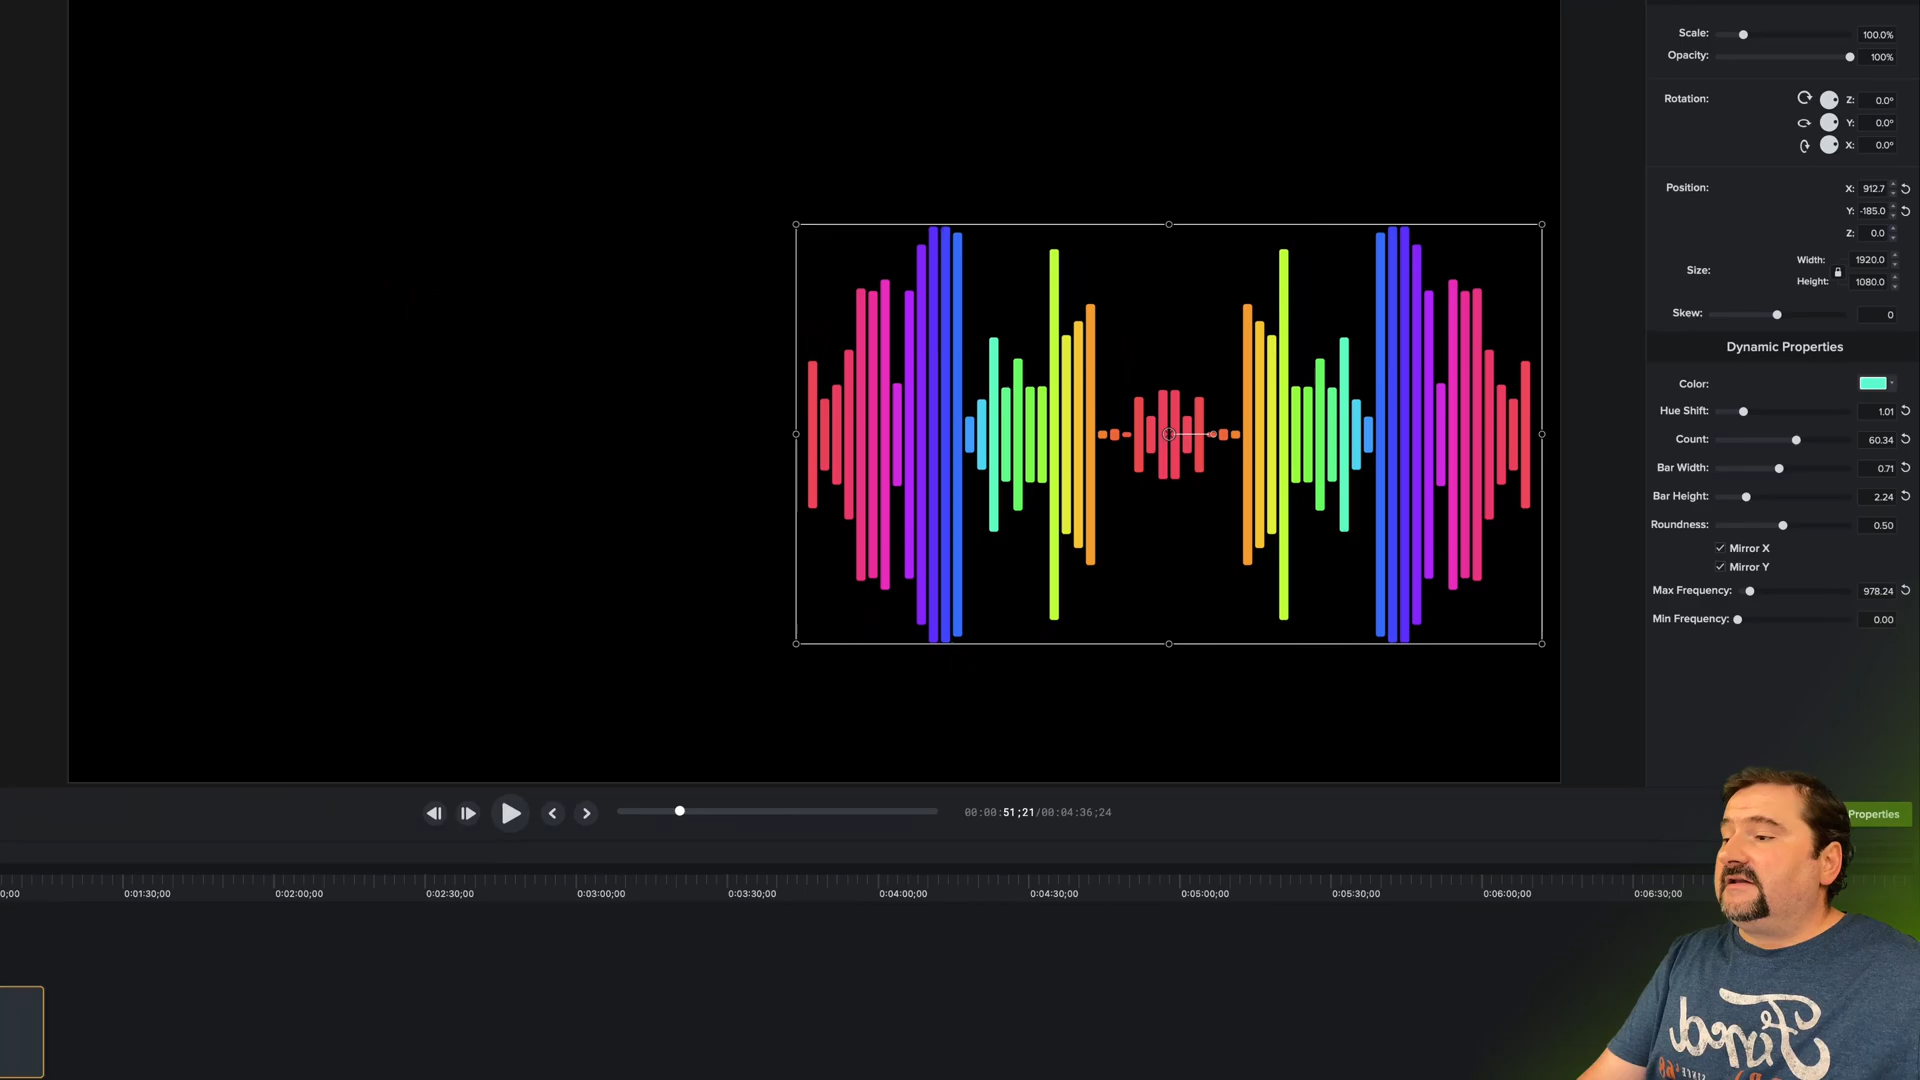 Scale: 100.0%
Opacity: 100%
Rotation: Z: 0.0°
Y: 0.0°
X: 0.0°
Position: X: 912.7
Y: -185.0
Z: 0.0
Size: Width: 1920.0
Height: 1080.0
Skew: 0
Dynamic Properties
Color:
Hue Shift: 1.01
Count: 60.34
Bar Width: 0.71
Bar Height: 2.24
Roundness: 0.50
Mirror X
Mirror Y
Max Frequency: 978.24
Min Frequency: 0.00
00:00:51;21/00:04:36;24
Properties
0;00 0:01:30;00 0:02:00;00 0:02:30;00 0:03:00;00 0:03:30;00 0:04:00;00 0:04:30;00 0:05:00;00 0:05:30;00 0:06:00;00 0:06:30;00